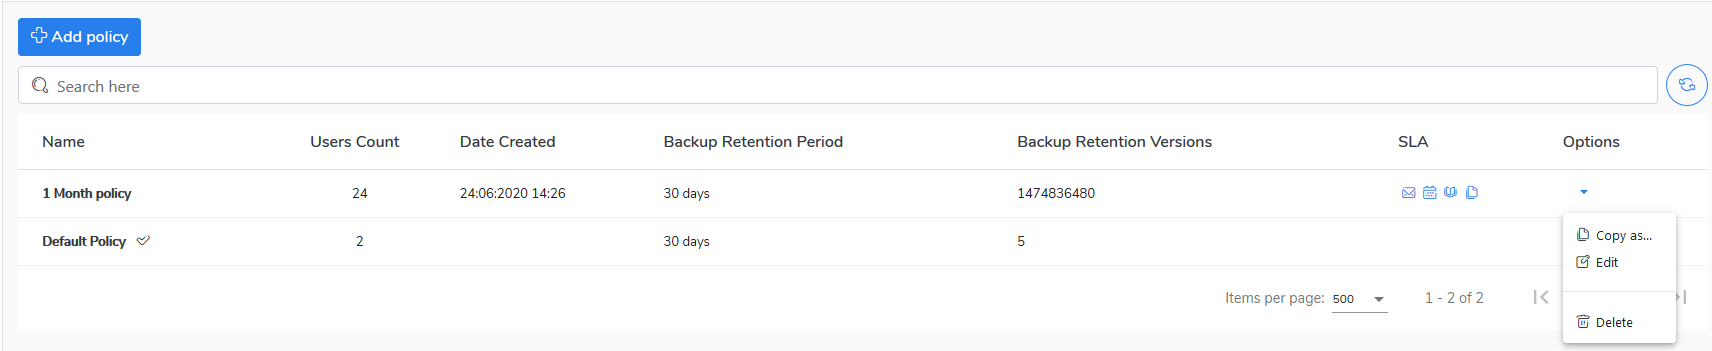 Add policy
Search here
Name Users Count Date Created Backup Retention Period Backup Retention Versions SLA Options
1 Month policy 24 24:06:2020 14:26 30 days 1474836480
Default Policy 2 30 days 5
Copy as...
Edit
Items per page: 500 1 - 2 of 2
Delete